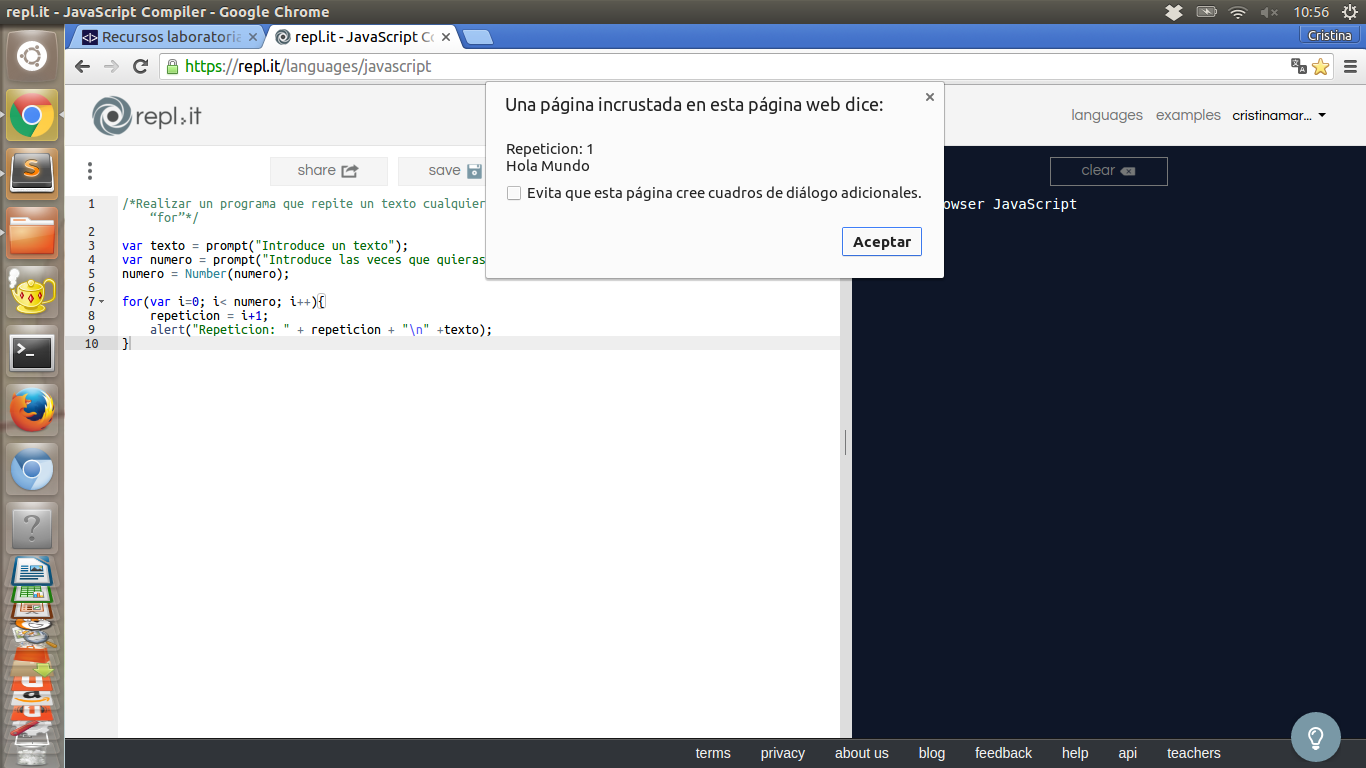 repl.it - JavaScript Compiler - Google Chrome
10:56
Recursos laboratoria
repl.it - JavaScript Co
Cristina
https://repl.it/languages/javascript
repl.it
languages
examples
cristinamar...
share
save
clear
Una página incrustada en esta página web dice:
Repeticion: 1
Hola Mundo
Evita que esta página cree cuadros de diálogo adicionales.
Aceptar
1 /*Realizar un programa que repite un texto cualquier
“for”*/
2
3 var texto = prompt("Introduce un texto");
4 var numero = prompt("Introduce las veces que quieras
5 numero = Number(numero);
6
7 for(var i=0; i< numero; i++){
8 repeticion = i+1;
9 alert("Repeticion: " + repeticion + "\n" +texto);
10 }
owser JavaScript
terms
privacy
about us
blog
feedback
help
api
teachers